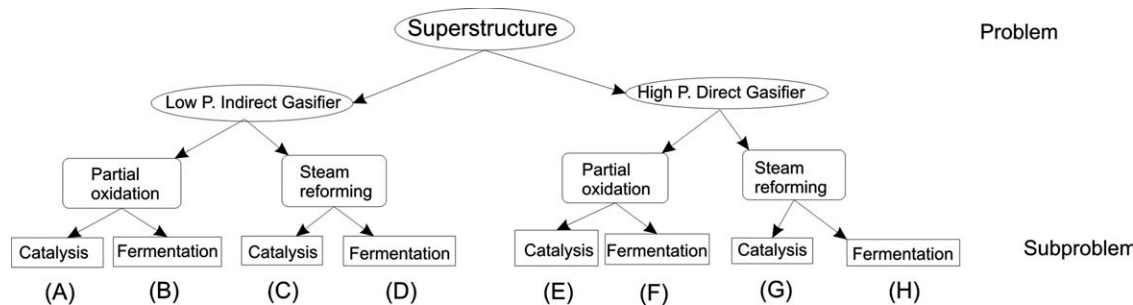 Superstructure
Problem
Low P. Indirect Gasifier
High P. Direct Gasifier
Partial
oxidation
Steam
reforming
Partial
oxidation
Steam
reforming
Catalysis
Fermentation
Catalysis
Fermentation
Catalysis
Fermentation
Catalysis
Fermentation
Subproblem
(A)
(B)
(C)
(D)
(E)
(F)
(G)
(H)